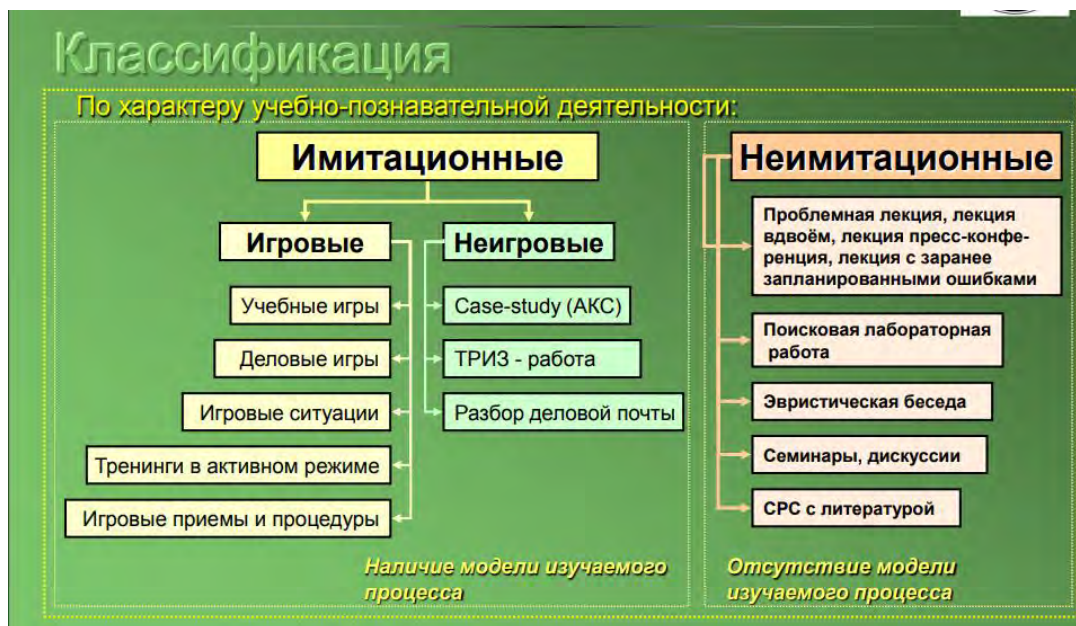 Классификация
По характеру учебно-познавательной деятельности:
Имитационные
Игровые
Учебные игры
Деловые игры
Игровые ситуации
Тренинги в активном режиме
Игровые приемы и процедуры
Неигровые
Case-study (АКС)
ТРИЗ - работа
Разбор деловой почты
Наличие модели изучаемого
процесса
Неимитационные
Проблемная лекция, лекция
вдвоём, лекция пресс-конфе-
ренция, лекция с заранее
запланированными ошибками
Поисковая лабораторная
работа
Эвристическая беседа
Семинары, дискуссии
СРС с литературой
Отсутствие модели
изучаемого процесса